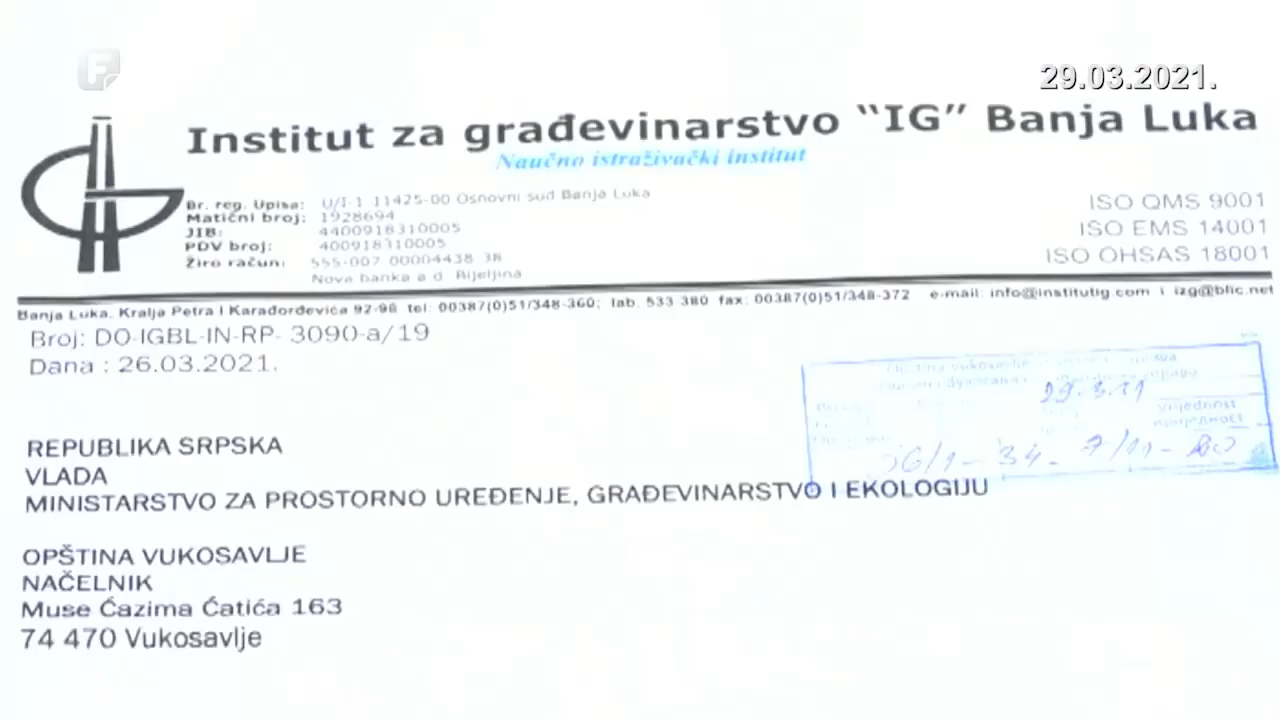 F
29.03.2021.
Institut za građevinarstvo “IG” Banja Luka
Naučno istraživački institut
Br. reg. Upisa: U/I-1 11425-00 Osnovni sud Banja Luka
Matični broj: 1928694
JIB: 4400918310005
PDV broj: 400918310005
Žiro račun: 555-007 00004438 38
Nova banka a d Bijeljina
ISO QMS 9001
ISO EMS 14001
ISO OHSAS 18001
Banja Luka, Kralja Petra I Karađorđevića 92-98 tel: 00387(0)51/348-360; lab. 533 380 fax: 00387(0)51/348-372 e-mail: info@institutig.com i izg@blic.net
Broj: DO-IGBL-IN-RP- 3090-a/19
Dana : 26.03.2021.
29.3.21
Vrijednost
REPUBLIKA SRPSKA
VLADA
MINISTARSTVO ZA PROSTORNO UREĐENJE, GRAĐEVINARSTVO I EKOLOGIJU
OPŠTINA VUKOSAVLJE
NAČELNIK
Muse Ćazima Ćatića 163
74 470 Vukosavlje